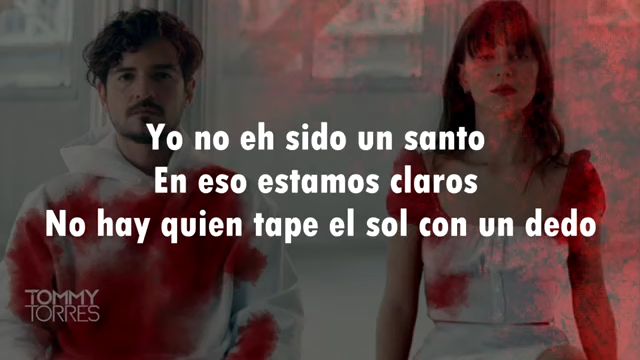 Yo no eh sido un santo
En eso estamos claros
No hay quien tape el sol con un dedo
TOMMY
TORRES